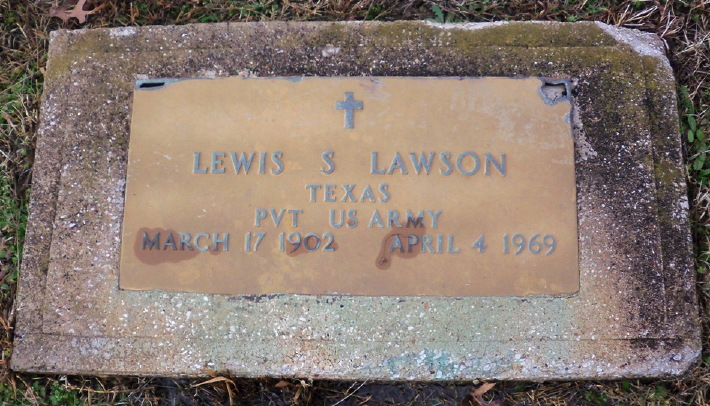 LEWIS S LAWSON
TEXAS
PVT US ARMY
MARCH 17 1902 APRIL 4 1969